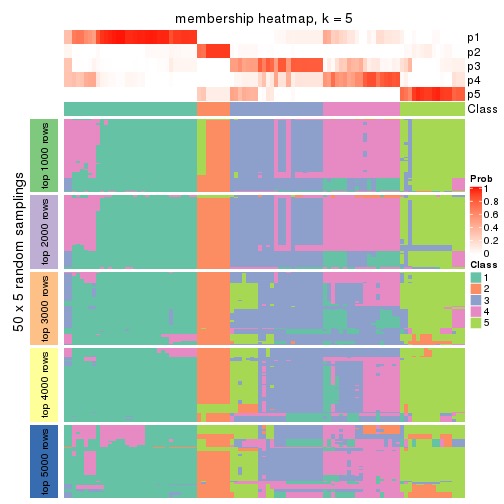 membership heatmap, k = 5
p1
p2
p3
p4
p5
Class
50 x 5 random samplings
top 1000 rows
top 2000 rows
top 3000 rows
top 4000 rows
top 5000 rows
Prob
1
0.8
0.6
0.4
0.2
0
Class
1
2
3
4
5